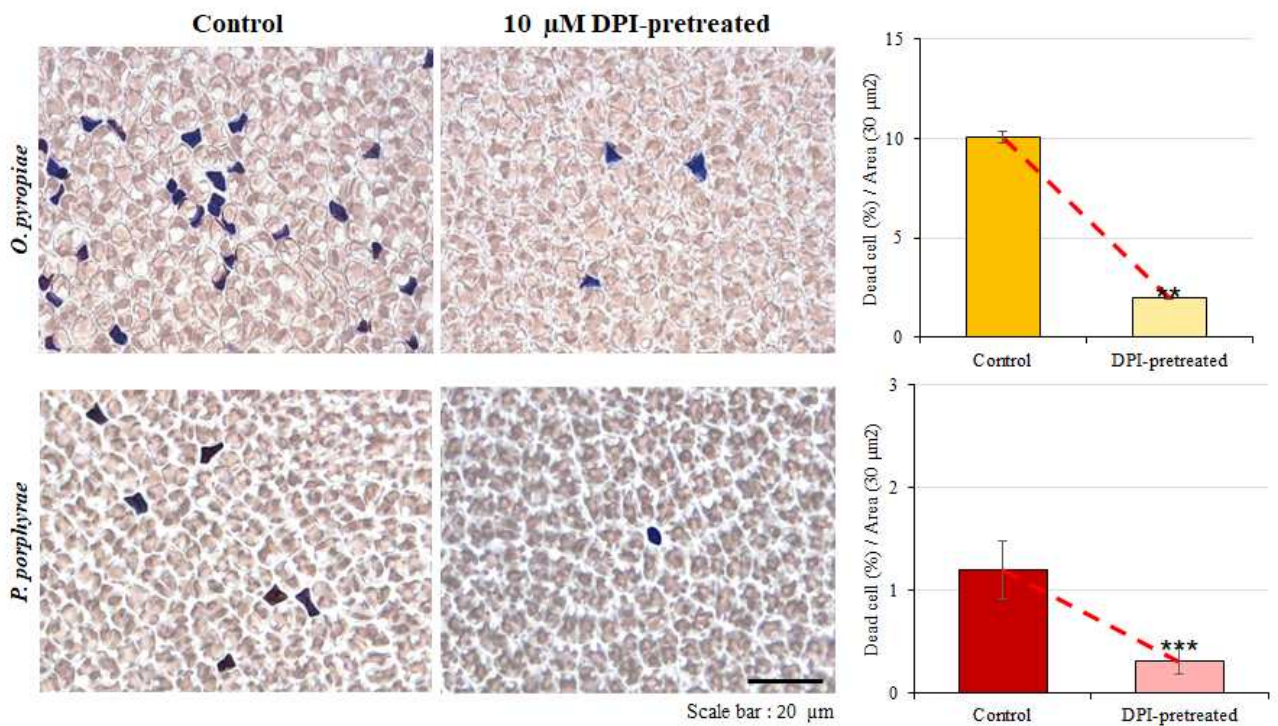 Control
10 μM DPI-pretreated
O. pyropiae
P. porphyrae
Scale bar : 20 μm
Dead cell (%) / Area (30 μm2)
15
10
5
0
**
Control
DPI-pretreated
Dead cell (%) / Area (30 μm2)
3
2
1
0
***
Control
DPI-pretreated